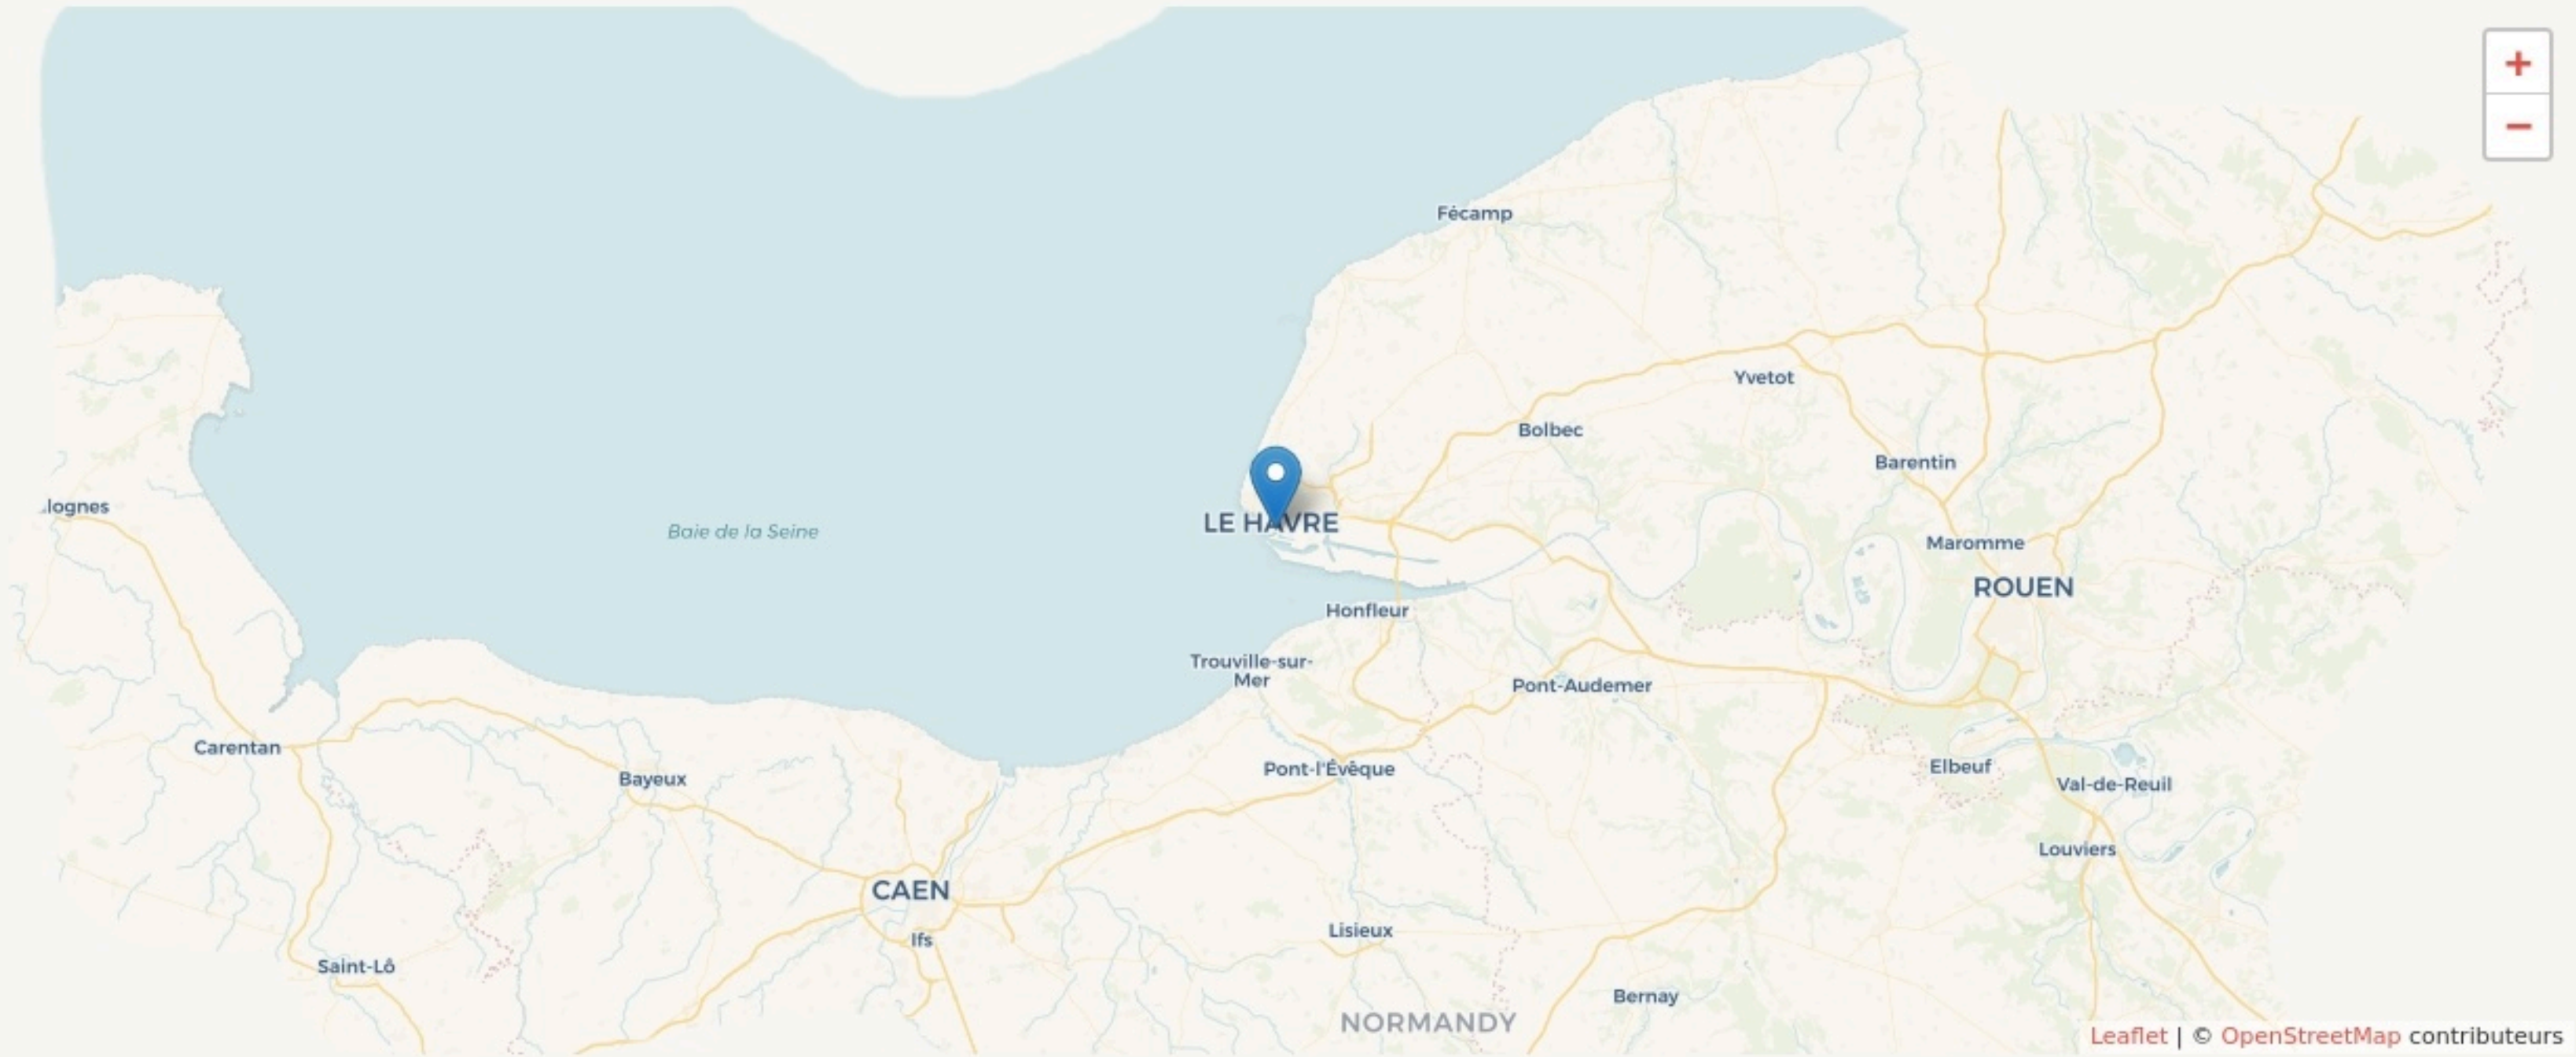 +
−
Fécamp
Yvetot
Bolbec
Barentin
lognes
LE HAVRE
Baie de la Seine
Maromme
ROUEN
Honfleur
Trouville-sur-
Mer
Pont-Audemer
Carentan
Elbeuf
Pont-l'Évêque
Bayeux
Val-de-Reuil
Louviers
CAEN
Lisieux
Ifs
Saint-Lô
Bernay
NORMANDY
Leaflet | © OpenStreetMap contributeurs